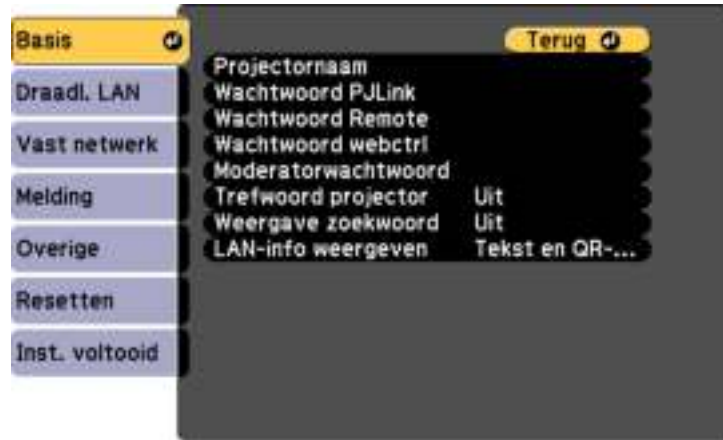 Basis
Draadl. LAN
Vast netwerk
Melding
Overige
Resetten
Inst. voltooid
Terug
Projectornaam
Wachtwoord PJLink
Wachtwoord Remote
Wachtwoord webctrl
Moderatorwachtwoord
Trefwoord projector Uit
Weergave zoekwoord Uit
LAN-info weergeven Tekst en QR-...